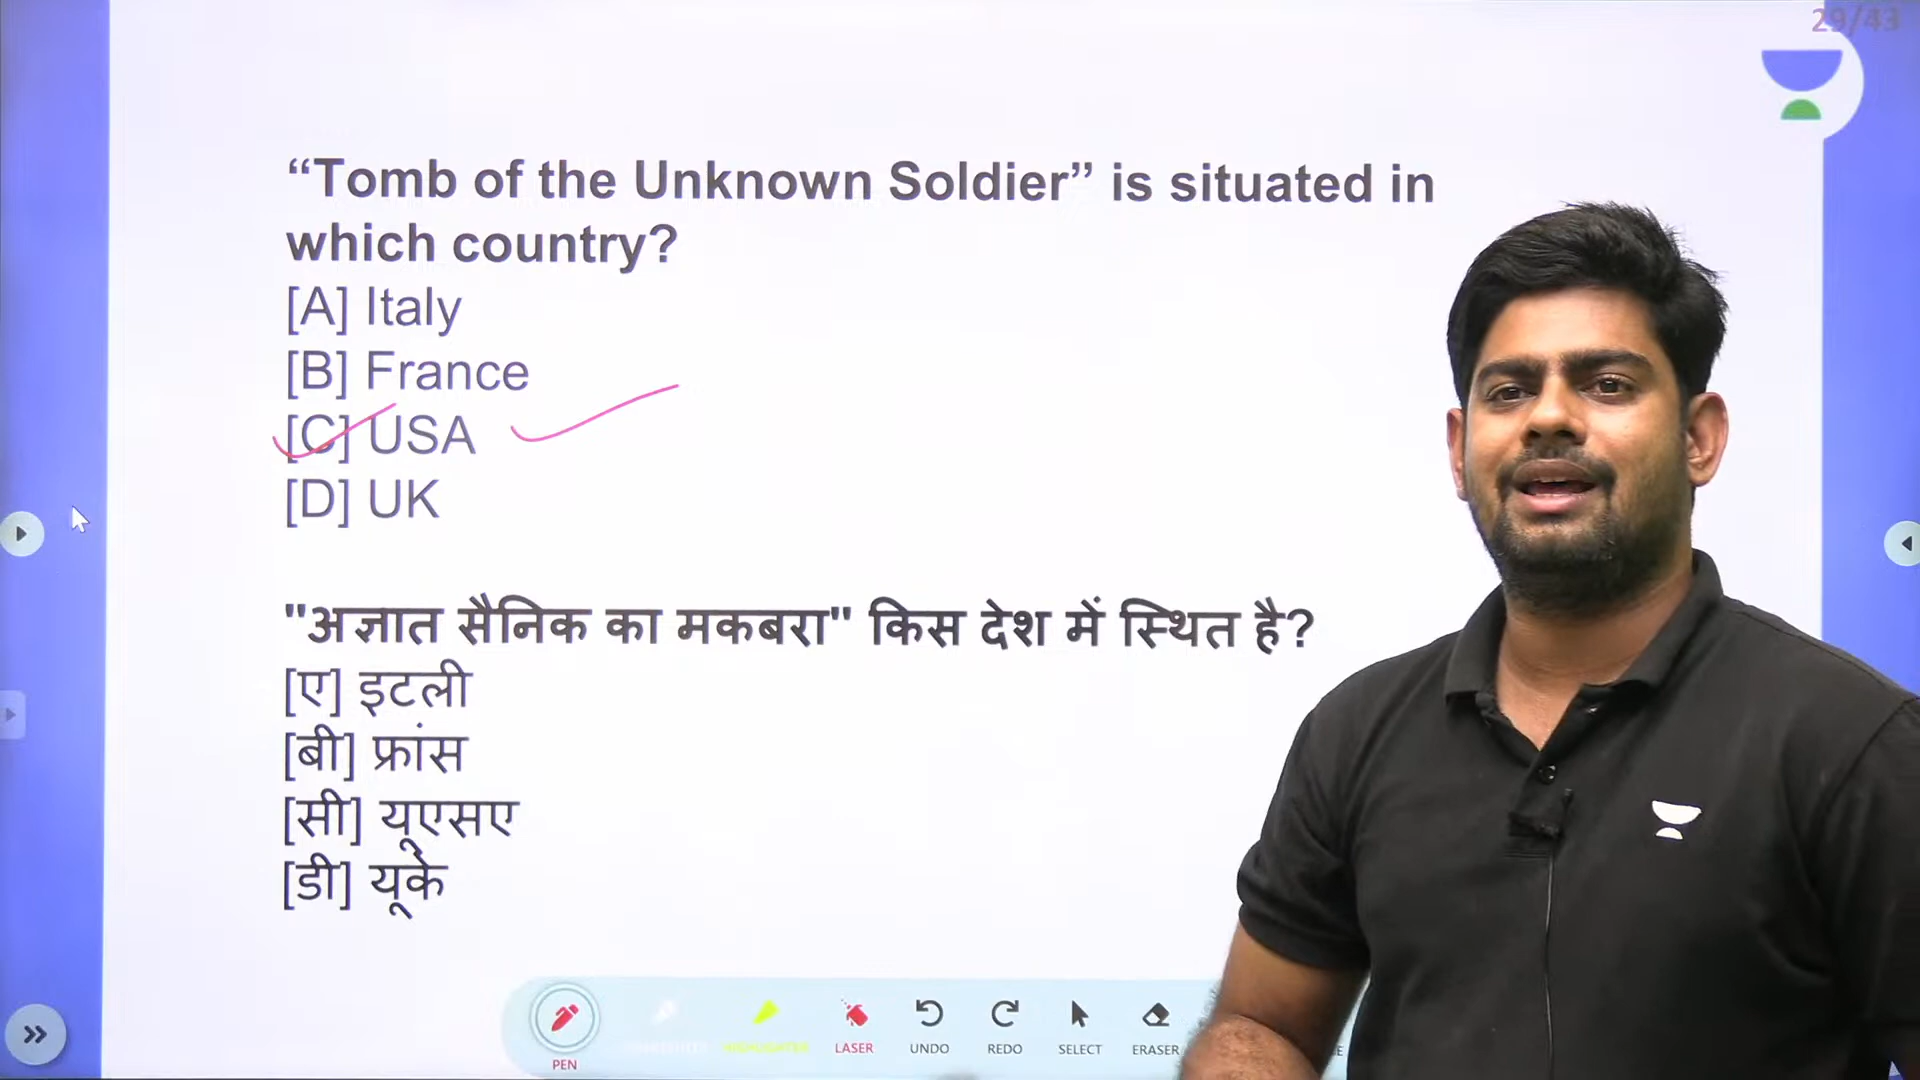 29/43
“Tomb of the Unknown Soldier” is situated in
which country?
[A] Italy
[B] France
[C] USA
[D] UK
"अज्ञात सैनिक का मकबरा" किस देश में स्थित है?
[ए] इटली
[बी] फ्रांस
[सी] यूएसए
[डी] यूके
PEN HIGHLIGHTER LASER UNDO REDO SELECT ERASER